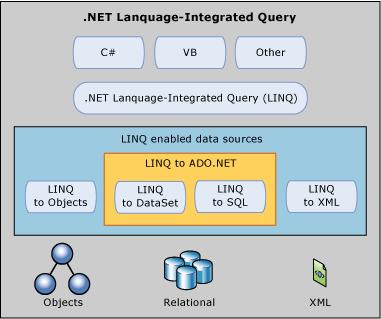 .NET Lanquage-Integrated Query
C# VB Other
.NET Lanquage-Integrated Query (LINQ)
LINQ enabled data sources
LINQ to ADO.NET
LINQ LINQ LINQ LINQ
to Objects to DataSet to SQL to XML
Objects Relational XML